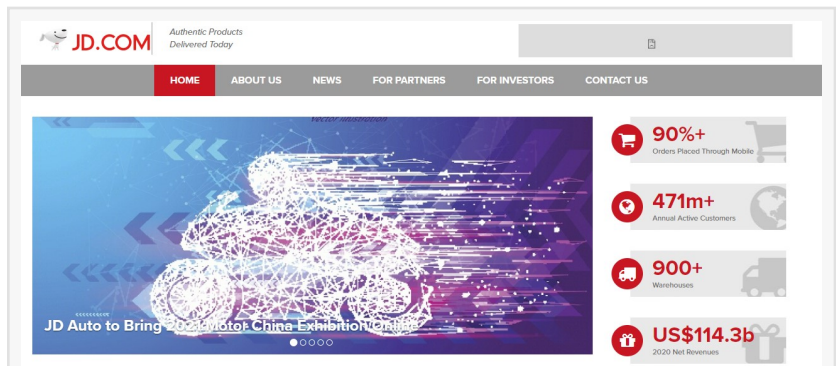 JD.COM
Authentic Products
Delivered Today
HOME ABOUT US NEWS FOR PARTNERS FOR INVESTORS CONTACT US
vector illustration
JD Auto to Bring 2021 Motor China Exhibition Online
90%+
Orders Placed Through Mobile
471m+
Annual Active Customers
900+
Warehouses
US$114.3b
2020 Net Revenues